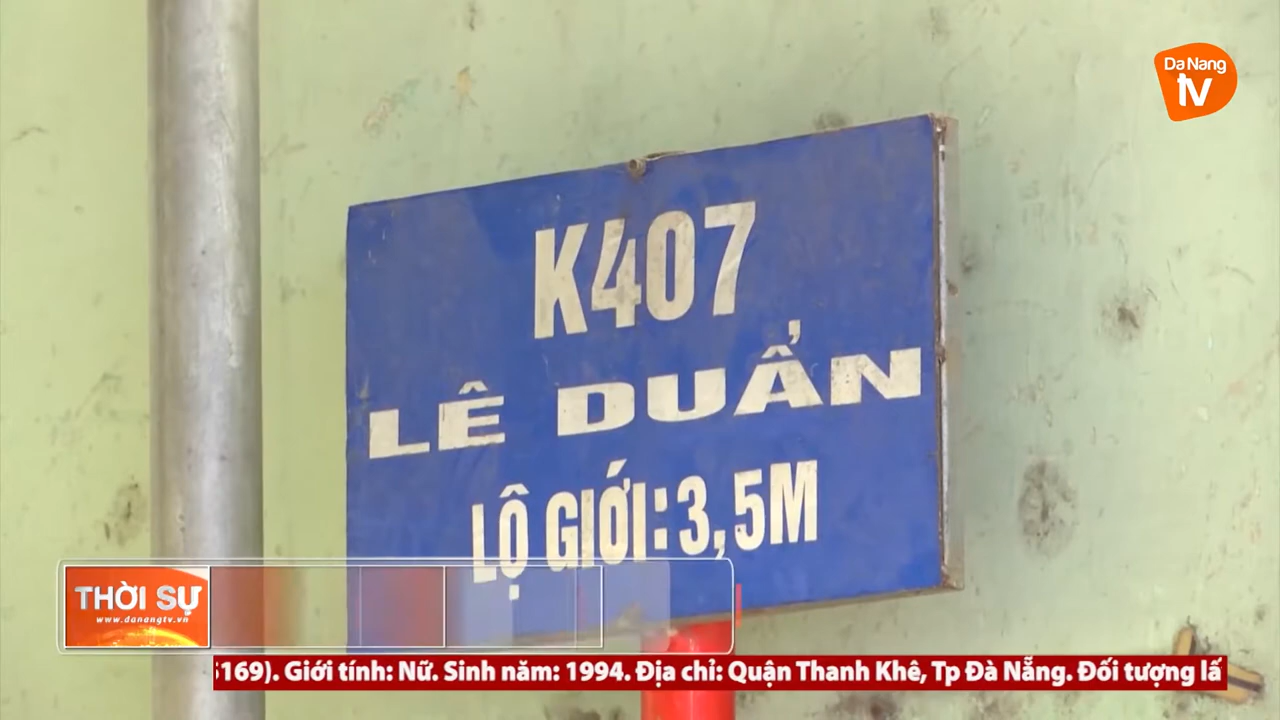 Da Nang
tv
K407
LÊ DUẨN
LỘ GIỚI: 3,5M
THỜI SỰ
www.danangtv.vn
169). Giới tính: Nữ. Sinh năm: 1994. Địa chỉ: Quận Thanh Khê, Tp Đà Nẵng. Đối tượng lấ